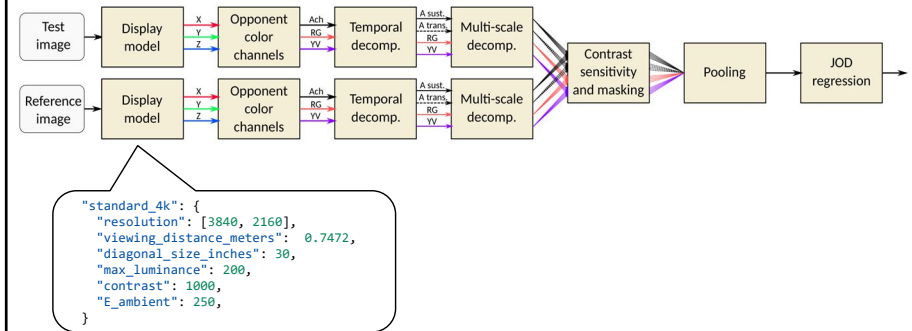 Test
image
Display
model
X
Y
Z
Opponent
color
channels
Ach
RG
YV
Temporal
decomp.
A sust.
A trans.
RG
YV
Multi-scale
decomp.
Reference
image
Display
model
X
Y
Z
Opponent
color
channels
Ach
RG
YV
Temporal
decomp.
A sust.
A trans.
RG
YV
Multi-scale
decomp.
Contrast
sensitivity
and masking
Pooling
JOD
regression
"standard_4k": {
"resolution": [3840, 2160],
"viewing_distance_meters": 0.7472,
"diagonal_size_inches": 30,
"max_luminance": 200,
"contrast": 1000,
"E_ambient": 250,
}